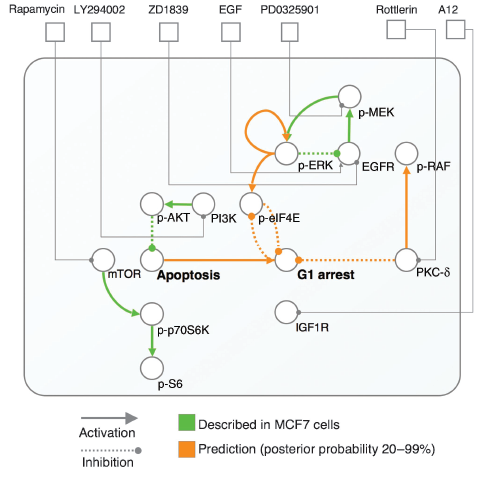 Rapamycin LY294002 ZD1839 EGF PD0325901 Rottlerin A12
p-MEK
p-ERK EGFR p-RAF
p-AKT PI3K p-eIF4E
mTOR Apoptosis G1 arrest PKC-δ
p-p70S6K IGF1R
p-S6
Activation
Inhibition
Described in MCF7 cells
Prediction (posterior probability 20–99%)